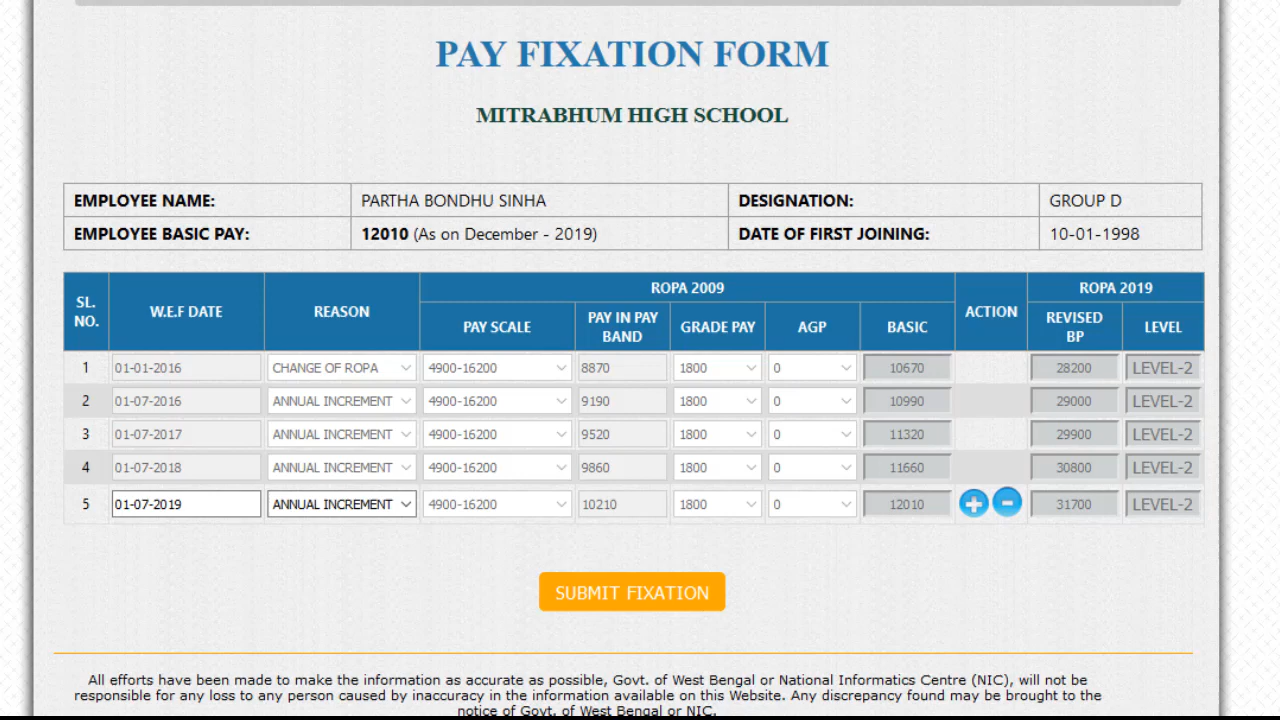 PAY FIXATION FORM
MITRABHUM HIGH SCHOOL
EMPLOYEE NAME: PARTHA BONDHU SINHA DESIGNATION: GROUP D
EMPLOYEE BASIC PAY: 12010 (As on December - 2019) DATE OF FIRST JOINING: 10-01-1998
SL. NO. W.E.F DATE REASON ROPA 2009 ACTION ROPA 2019
PAY SCALE PAY IN PAY BAND GRADE PAY AGP BASIC REVISED BP LEVEL
1 01-01-2016 CHANGE OF ROPA 4900-16200 8870 1800 0 10670 28200 LEVEL-2
2 01-07-2016 ANNUAL INCREMENT 4900-16200 9190 1800 0 10990 29000 LEVEL-2
3 01-07-2017 ANNUAL INCREMENT 4900-16200 9520 1800 0 11320 29900 LEVEL-2
4 01-07-2018 ANNUAL INCREMENT 4900-16200 9860 1800 0 11660 30800 LEVEL-2
5 01-07-2019 ANNUAL INCREMENT 4900-16200 10210 1800 0 12010 + - 31700 LEVEL-2
SUBMIT FIXATION
All efforts have been made to make the information as accurate as possible, Govt. of West Bengal or National Informatics Centre (NIC), will not be
responsible for any loss to any person caused by inaccuracy in the information available on this Website. Any discrepancy found may be brought to the
notice of Govt. of West Bengal or NIC.